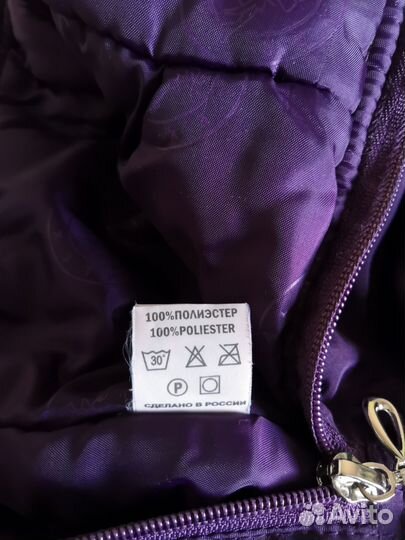 100%ПОЛИЭСТЕР
100%POLIESTER
30°
P
СДЕЛАНО В РОССИИ
Avito